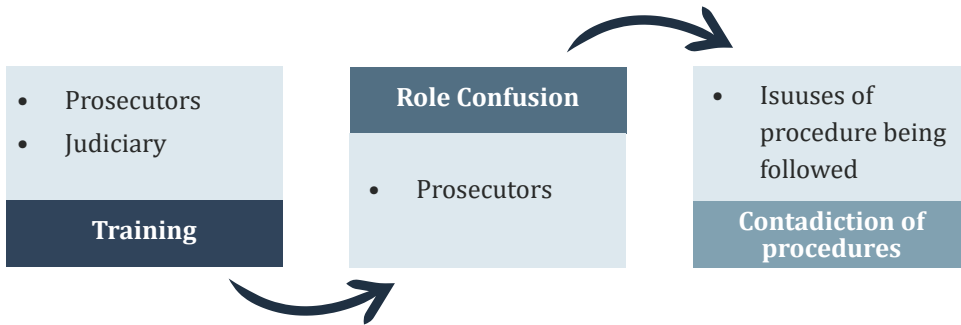 • Prosecutors
• Judiciary
Training
Role Confusion
• Prosecutors
• Isuuses of
procedure being
followed
Contadiction of
procedures